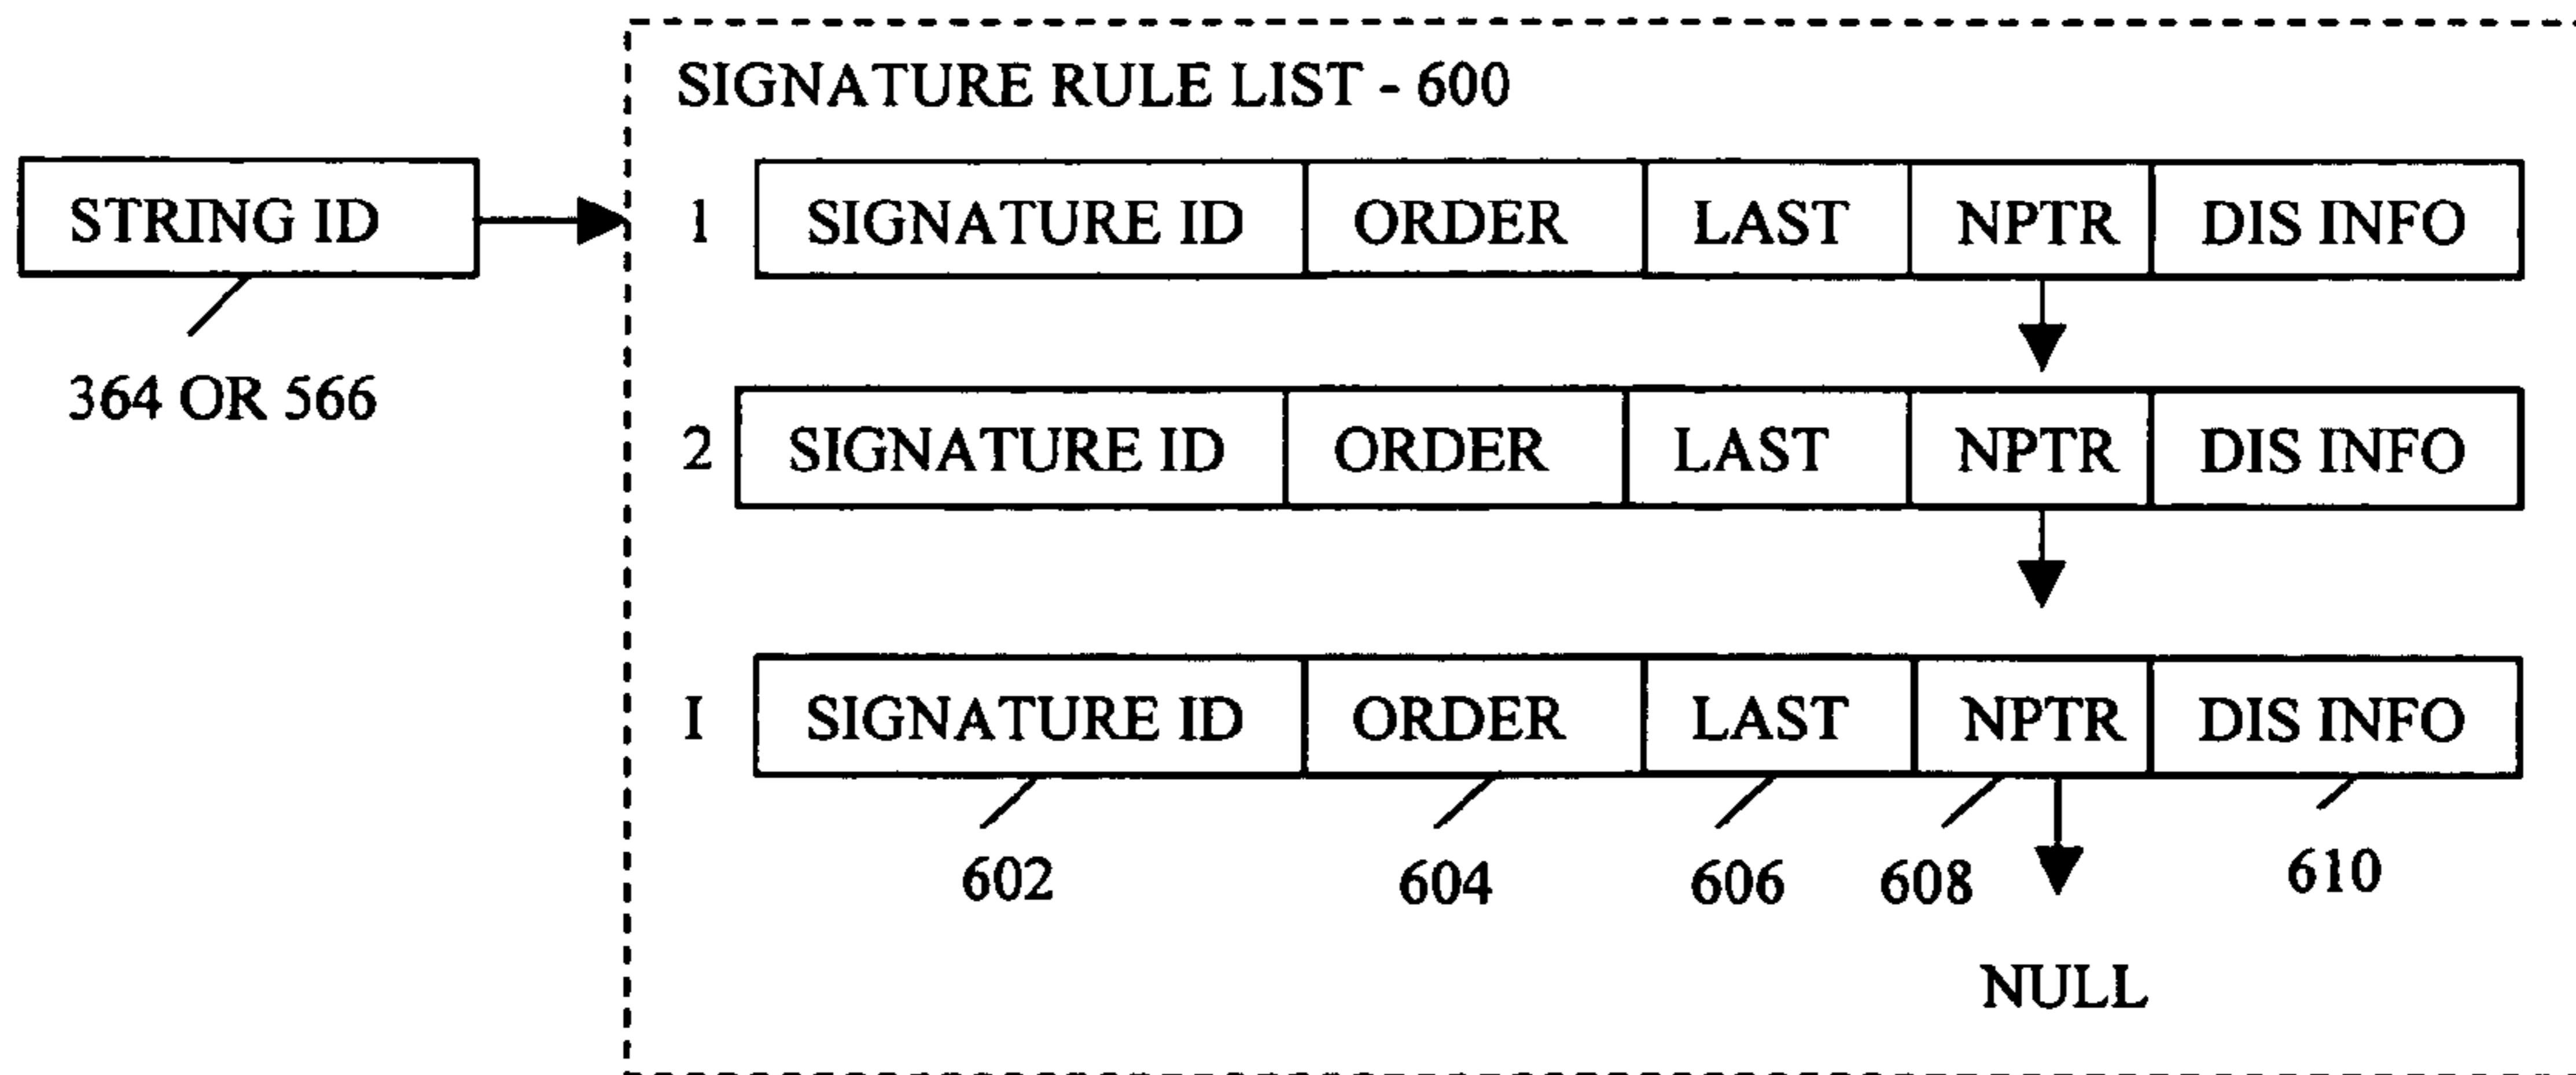 SIGNATURE RULE LIST - 600
STRING ID
364 OR 566
1 SIGNATURE ID ORDER LAST NPTR DIS INFO
2 SIGNATURE ID ORDER LAST NPTR DIS INFO
I SIGNATURE ID ORDER LAST NPTR DIS INFO
602 604 606 608 610
NULL